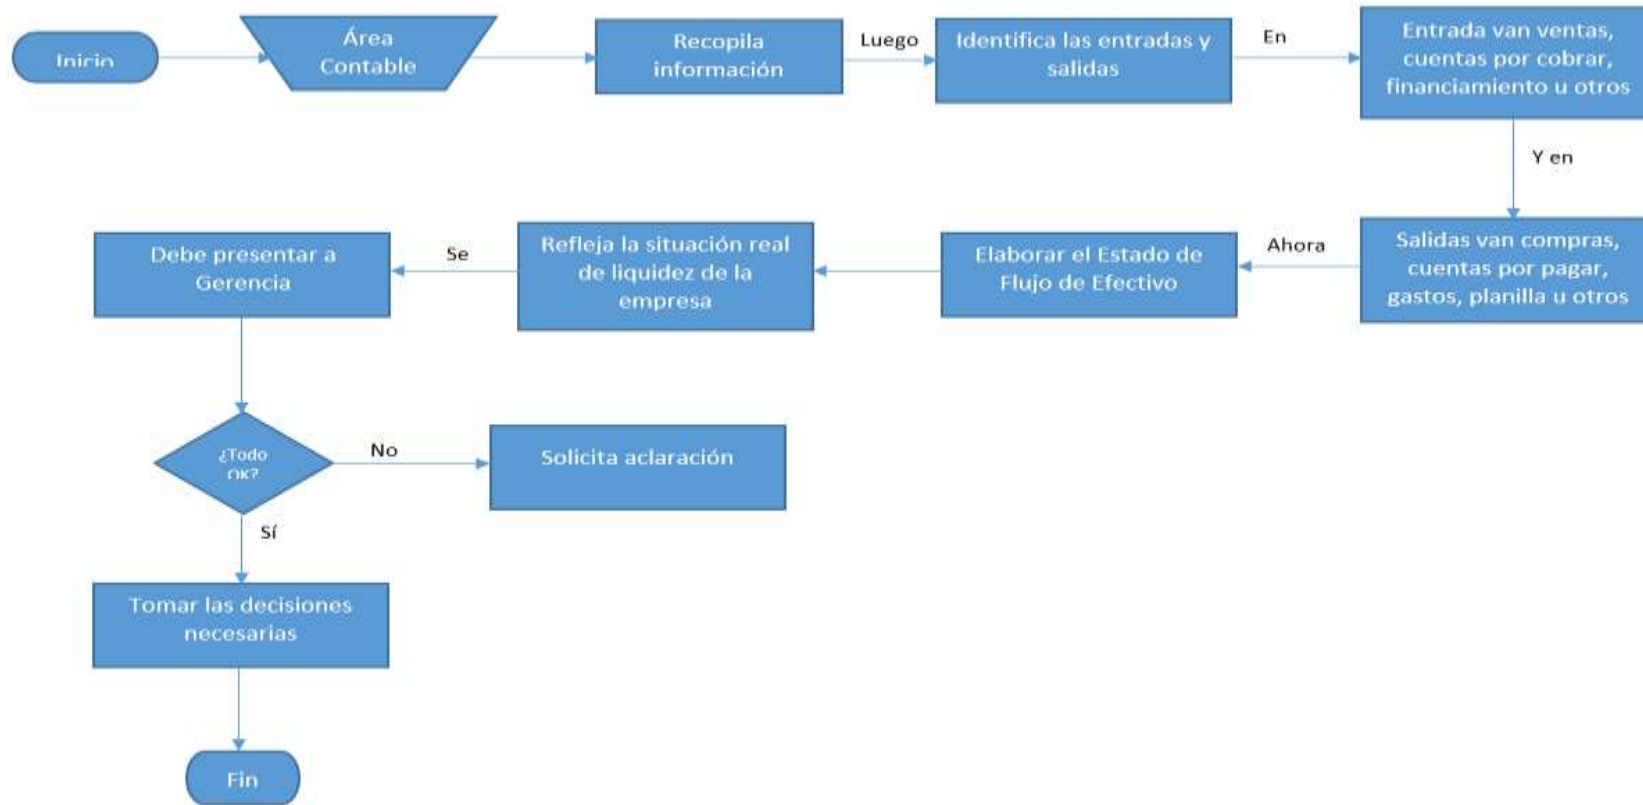 Inicio
Área
Contable
Recopila
información
Luego
Identifica las entradas y
salidas
En
Entrada van ventas,
cuentas por cobrar,
financiamiento u otros
Y en
Salidas van compras,
cuentas por pagar,
gastos, planilla u otros
Ahora
Elaborar el Estado de
Flujo de Efectivo
Refleja la situación real
de liquidez de la
empresa
Se
Debe presentar a
Gerencia
¿Todo
OK?
No
Solicita aclaración
Sí
Tomar las decisiones
necesarias
Fin